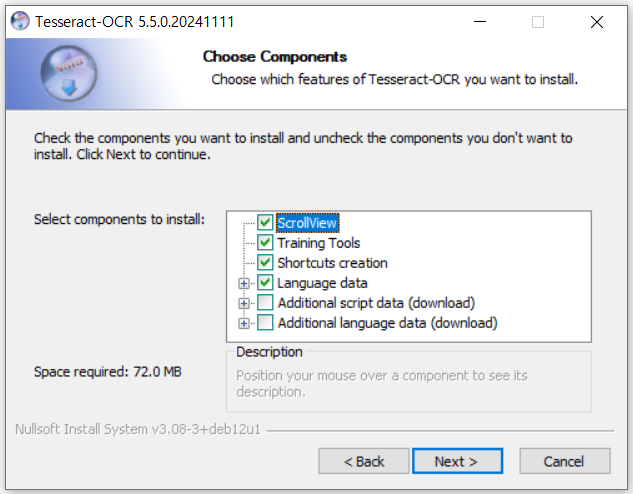 Tesseract-OCR 5.5.0.20241111
Choose Components
Choose which features of Tesseract-OCR you want to install.
Check the components you want to install and uncheck the components you don't want to
install. Click Next to continue.
Select components to install:
ScrollView
Training Tools
Shortcuts creation
Language data
Additional script data (download)
Additional language data (download)
Space required: 72.0 MB
Description
Position your mouse over a component to see its
description.
Nullsoft Install System v3.08-3+deb12u1
< Back
Next >
Cancel